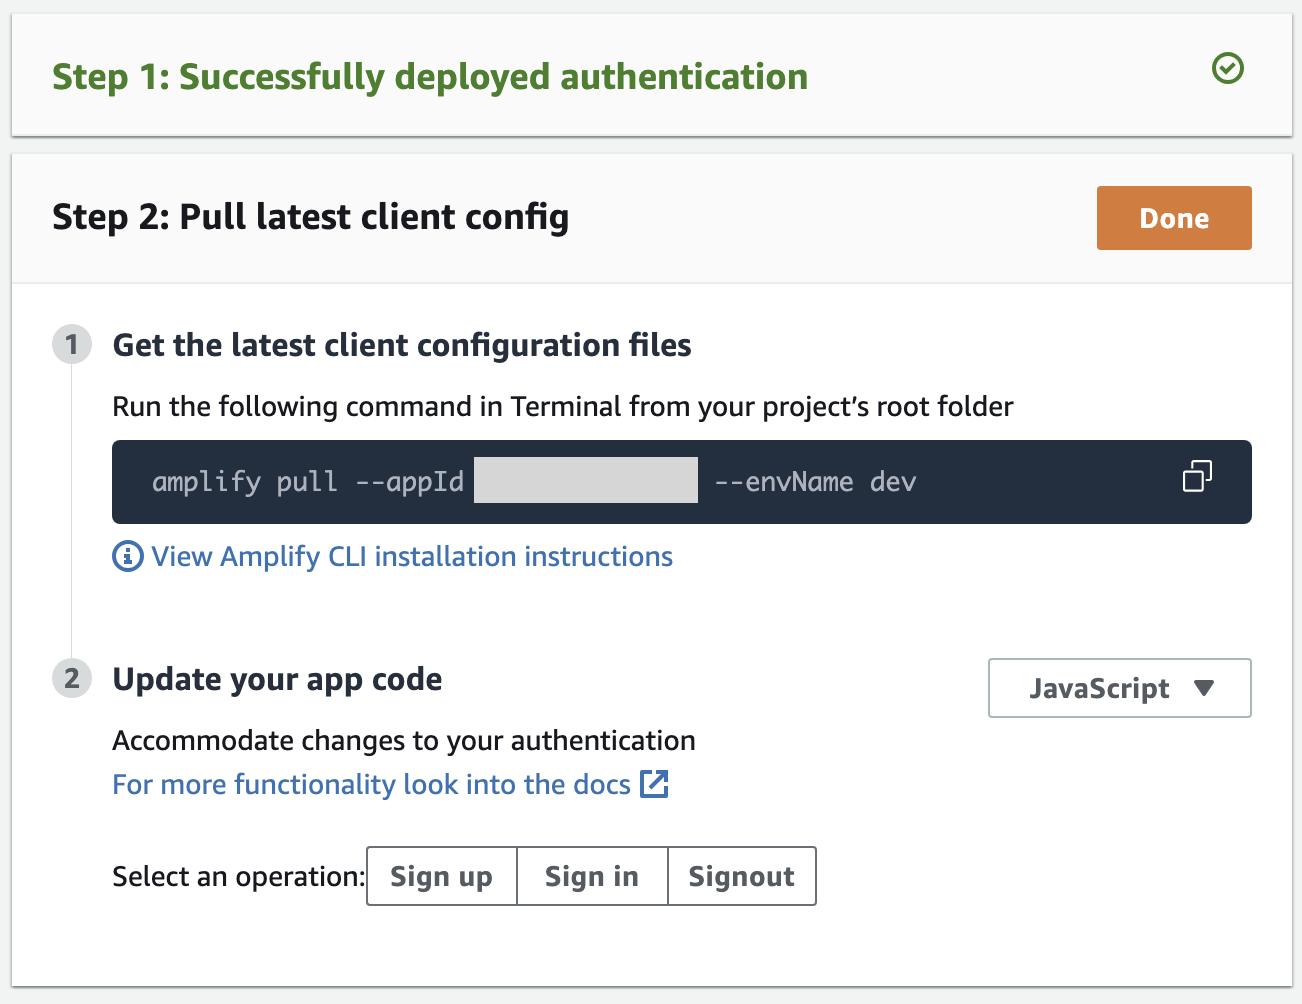 Step 1: Successfully deployed authentication
Step 2: Pull latest client config
Done
1
Get the latest client configuration files
Run the following command in Terminal from your project's root folder
amplify pull --appId --envName dev
View Amplify CLI installation instructions
2
Update your app code
JavaScript
Accommodate changes to your authentication
For more functionality look into the docs
Select an operation: Sign up Sign in Signout